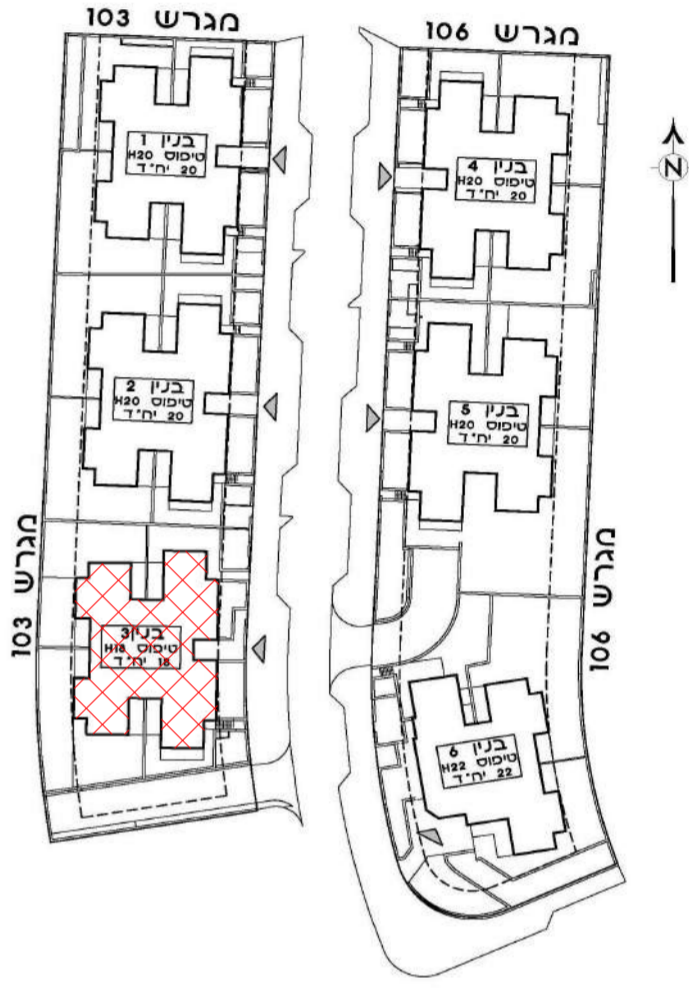 מגרש 103
מגרש 106
N
בנין 1
טיפוס H20
20 יח"ד
בנין 4
טיפוס H20
20 יח"ד
בנין 2
טיפוס H20
20 יח"ד
בנין 5
טיפוס H20
20 יח"ד
מגרש 103
מגרש 106
בנין 3
טיפוס H18
18 יח"ד
בנין 6
טיפוס H22
22 יח"ד